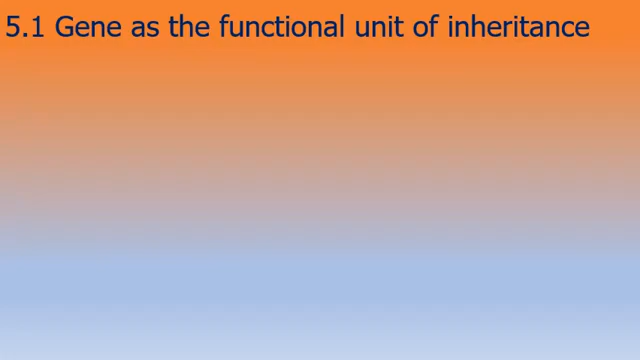 5.1 Gene as the functional unit of inheritance